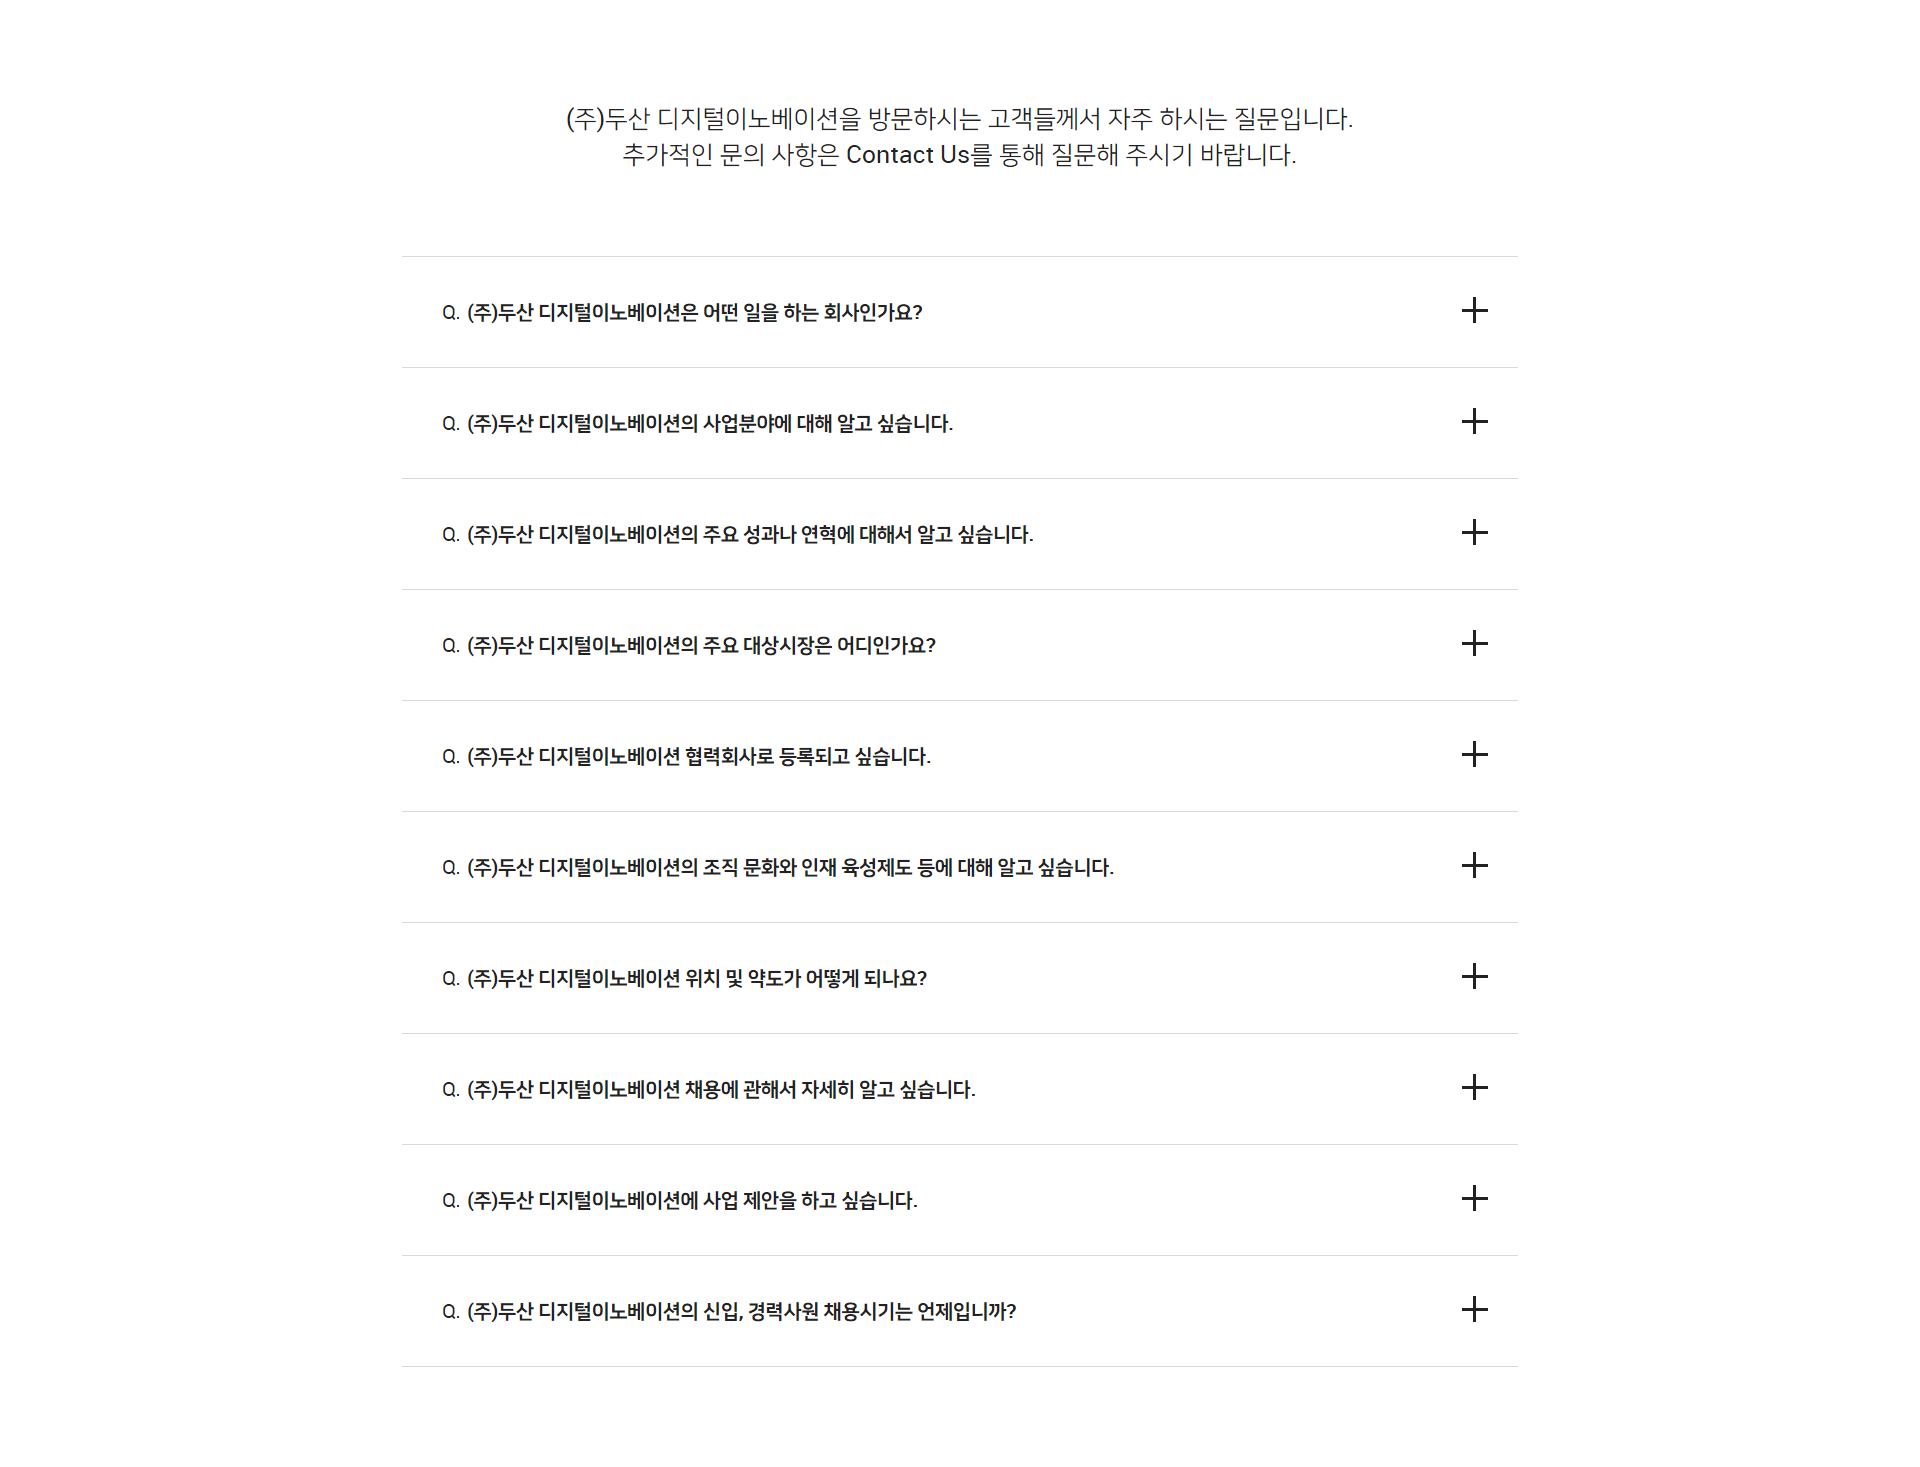 (주)두산 디지털이노베이션을 방문하시는 고객들께서 자주 하시는 질문입니다.
추가적인 문의 사항은 Contact Us를 통해 질문해 주시기 바랍니다.
Q. (주)두산 디지털이노베이션은 어떤 일을 하는 회사인가요?
Q. (주)두산 디지털이노베이션의 사업분야에 대해 알고 싶습니다.
Q. (주)두산 디지털이노베이션의 주요 성과나 연혁에 대해서 알고 싶습니다.
Q. (주)두산 디지털이노베이션의 주요 대상시장은 어디인가요?
Q. (주)두산 디지털이노베이션 협력회사로 등록되고 싶습니다.
Q. (주)두산 디지털이노베이션의 조직 문화와 인재 육성제도 등에 대해 알고 싶습니다.
Q. (주)두산 디지털이노베이션 위치 및 약도가 어떻게 되나요?
Q. (주)두산 디지털이노베이션 채용에 관해서 자세히 알고 싶습니다.
Q. (주)두산 디지털이노베이션에 사업 제안을 하고 싶습니다.
Q. (주)두산 디지털이노베이션의 신입, 경력사원 채용시기는 언제입니까?